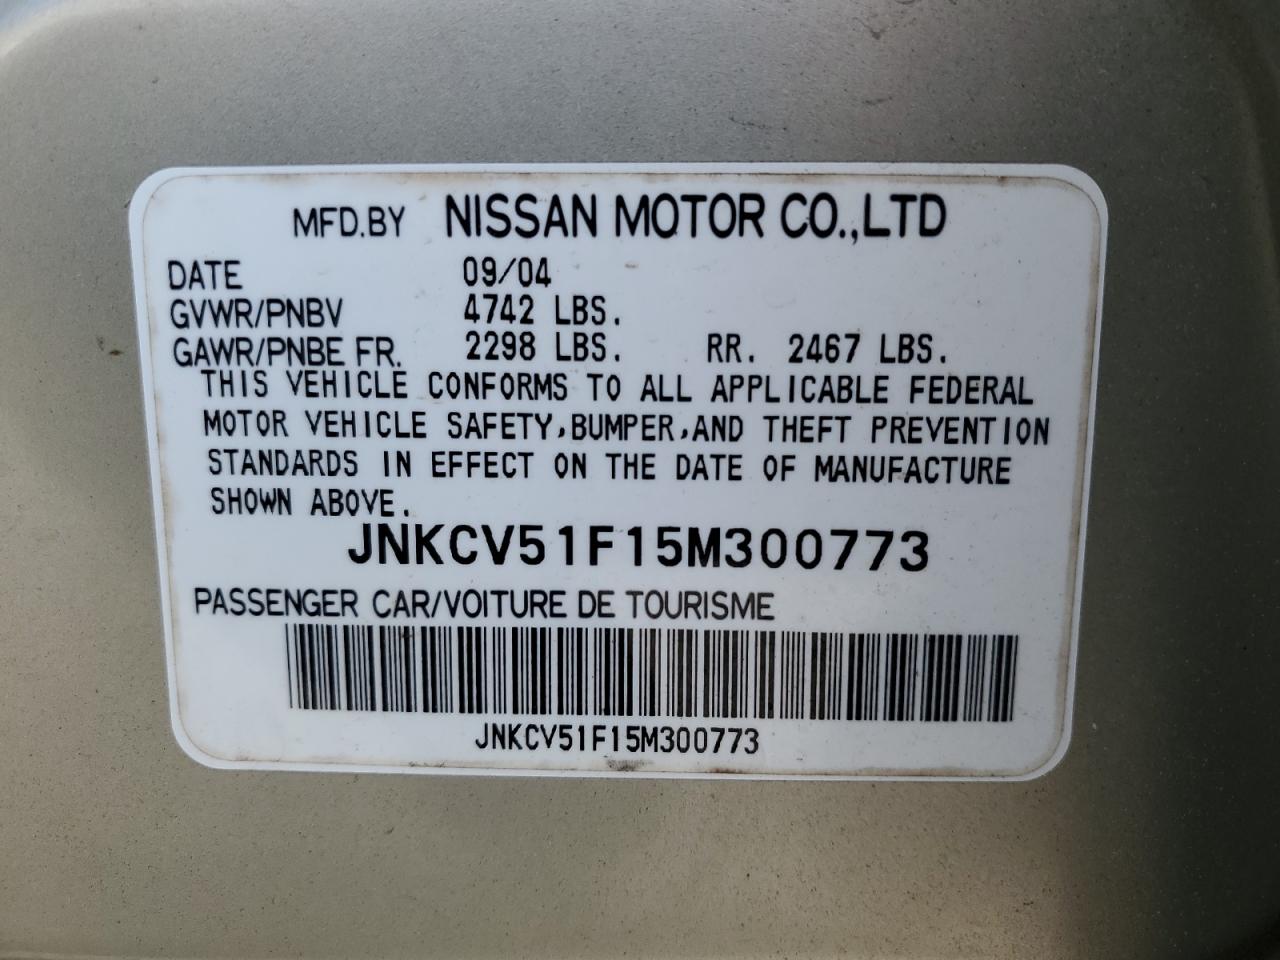 MFD.BY NISSAN MOTOR CO.,LTD
DATE 09/04
GVWR/PNBV 4742 LBS.
GAWR/PNBE FR. 2298 LBS. RR. 2467 LBS.
THIS VEHICLE CONFORMS TO ALL APPLICABLE FEDERAL
MOTOR VEHICLE SAFETY,BUMPER,AND THEFT PREVENTION
STANDARDS IN EFFECT ON THE DATE OF MANUFACTURE
SHOWN ABOVE.
JNKCV51F15M300773
PASSENGER CAR/VOITURE DE TOURISME
JNKCV51F15M300773